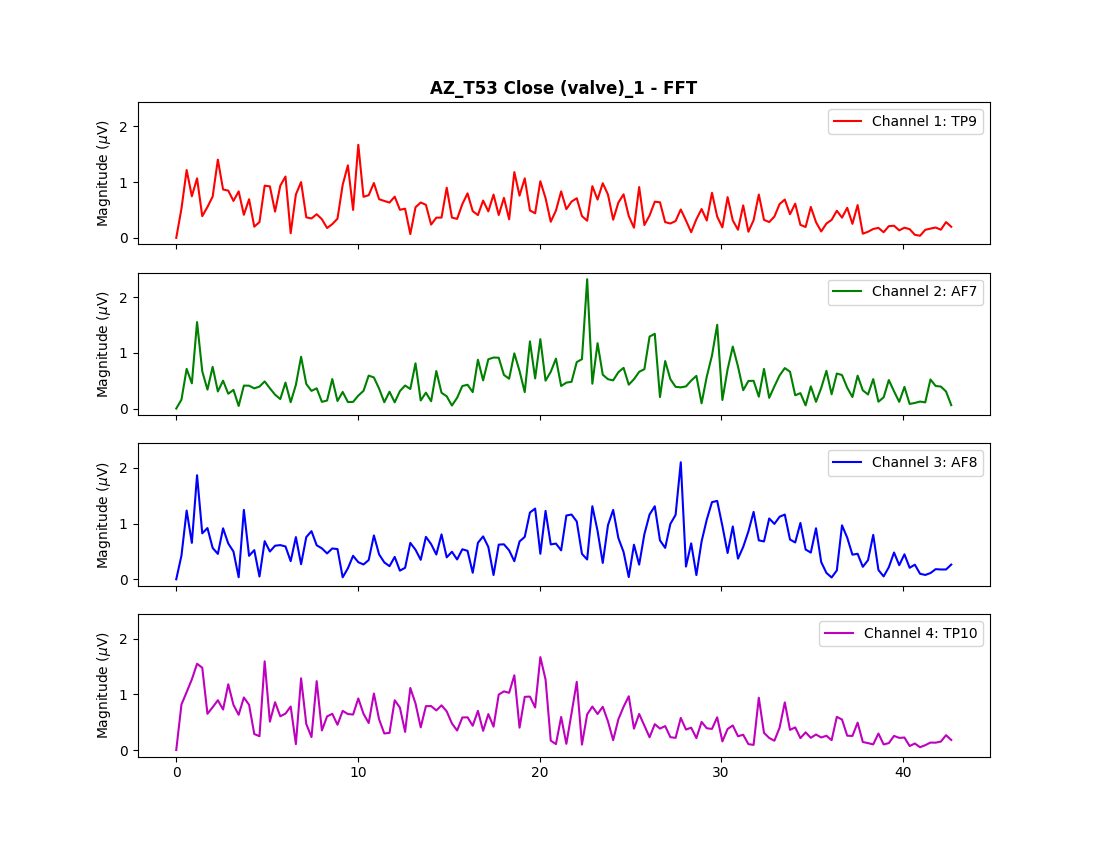 AZ_T53 Close (valve)_1 - FFT
Magnitude (μV)
2
1
0
Channel 1: TP9
Magnitude (μV)
2
1
0
Channel 2: AF7
Magnitude (μV)
2
1
0
Channel 3: AF8
Magnitude (μV)
2
1
0
Channel 4: TP10
0 10 20 30 40